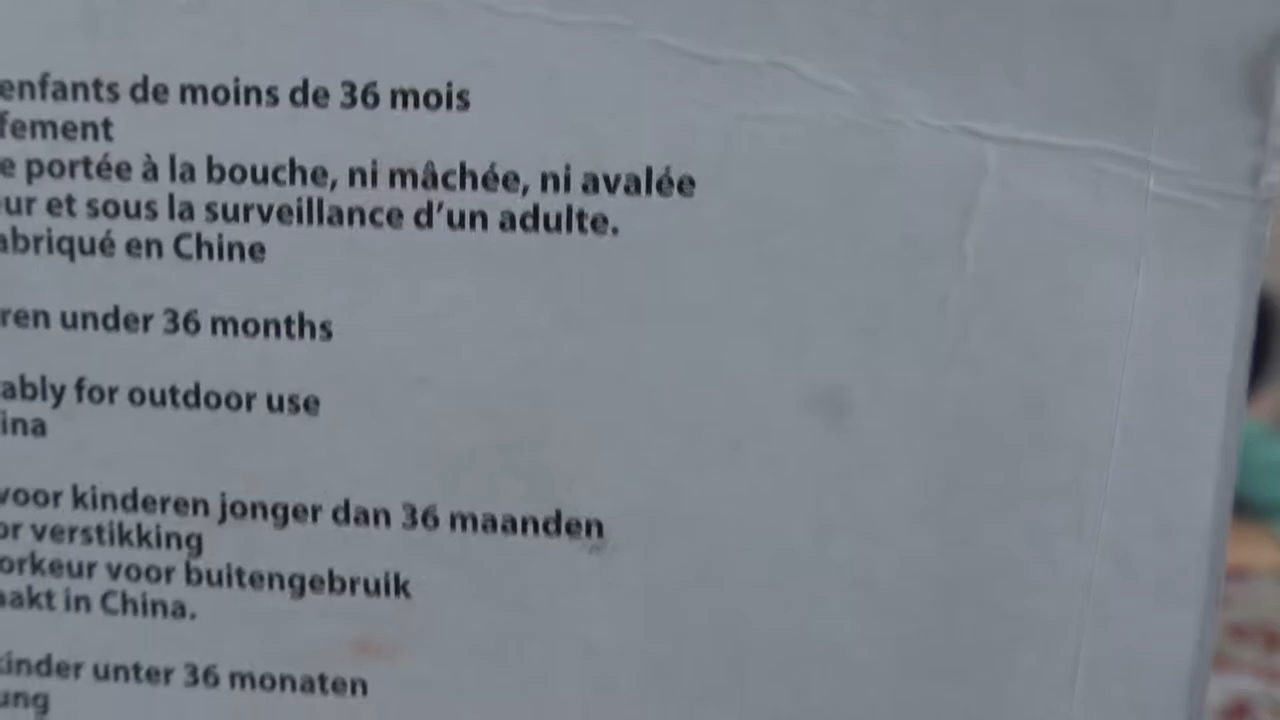 enfants de moins de 36 mois
fement
e portée à la bouche, ni mâchée, ni avalée
ur et sous la surveillance d'un adulte.
abriqué en Chine
ren under 36 months
ably for outdoor use
ina
voor kinderen jonger dan 36 maanden
or verstikking
orkeur voor buitengebruik
aakt in China.
kinder unter 36 monaten
ung